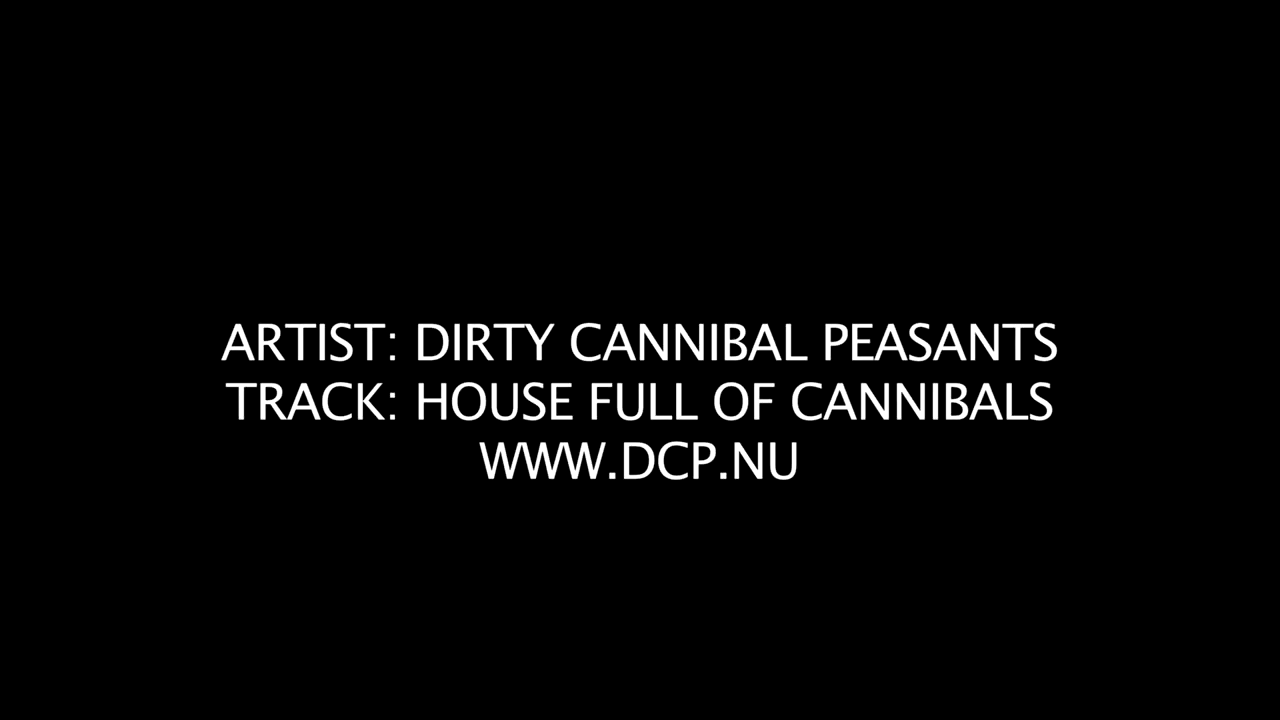 ARTIST: DIRTY CANNIBAL PEASANTS
TRACK: HOUSE FULL OF CANNIBALS
WWW.DCP.NU